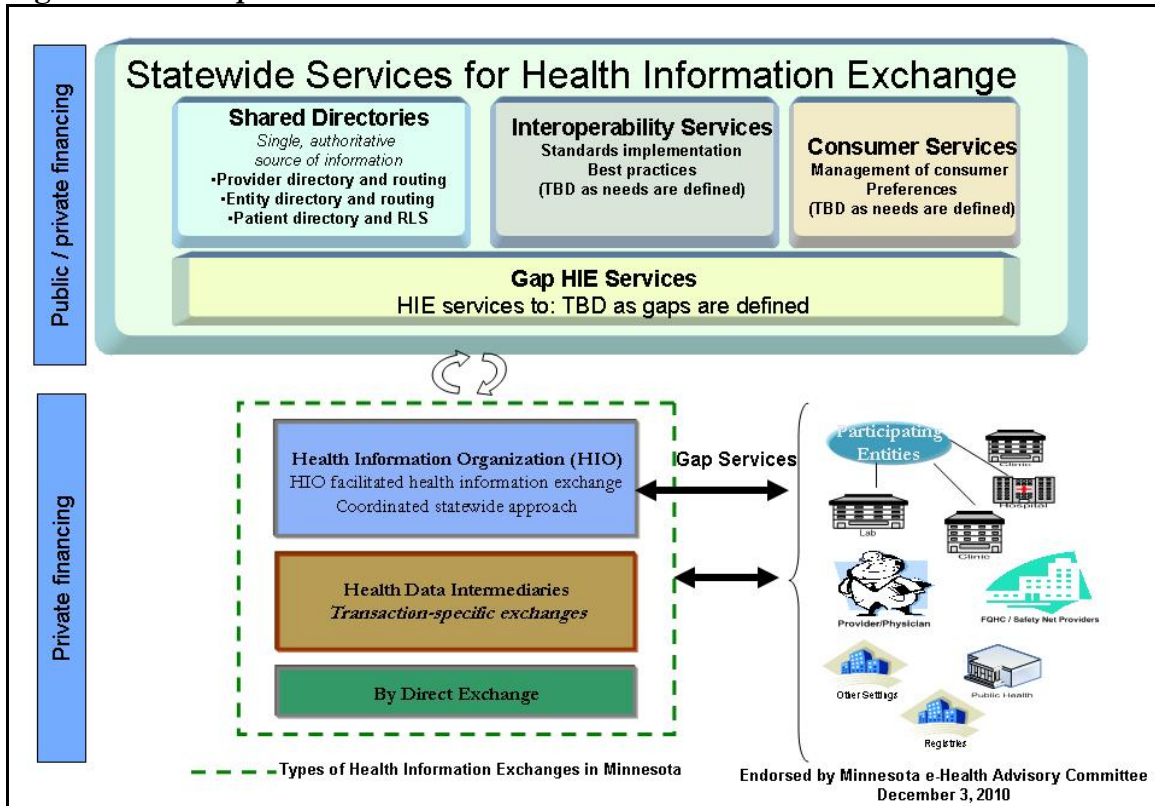 Public / private financing
Statewide Services for Health Information Exchange
Shared Directories
Single, authoritative
source of information
•Provider directory and routing
•Entity directory and routing
•Patient directory and RLS
Interoperability Services
Standards implementation
Best practices
(TBD as needs are defined)
Consumer Services
Management of consumer
Preferences
(TBD as needs are defined)
Gap HIE Services
HIE services to: TBD as gaps are defined
Private financing
Health Information Organization (HIO)
HIO facilitated health information exchange
Coordinated statewide approach
Health Data Intermediaries
Transaction-specific exchanges
By Direct Exchange
Gap Services
Participating
Entities
Clinic
Hospital
Lab
Clinic
Provider/Physician
FQHC / Safety Net Providers
Other Settings
Public Health
Registries
Types of Health Information Exchanges in Minnesota
Endorsed by Minnesota e-Health Advisory Committee
December 3, 2010